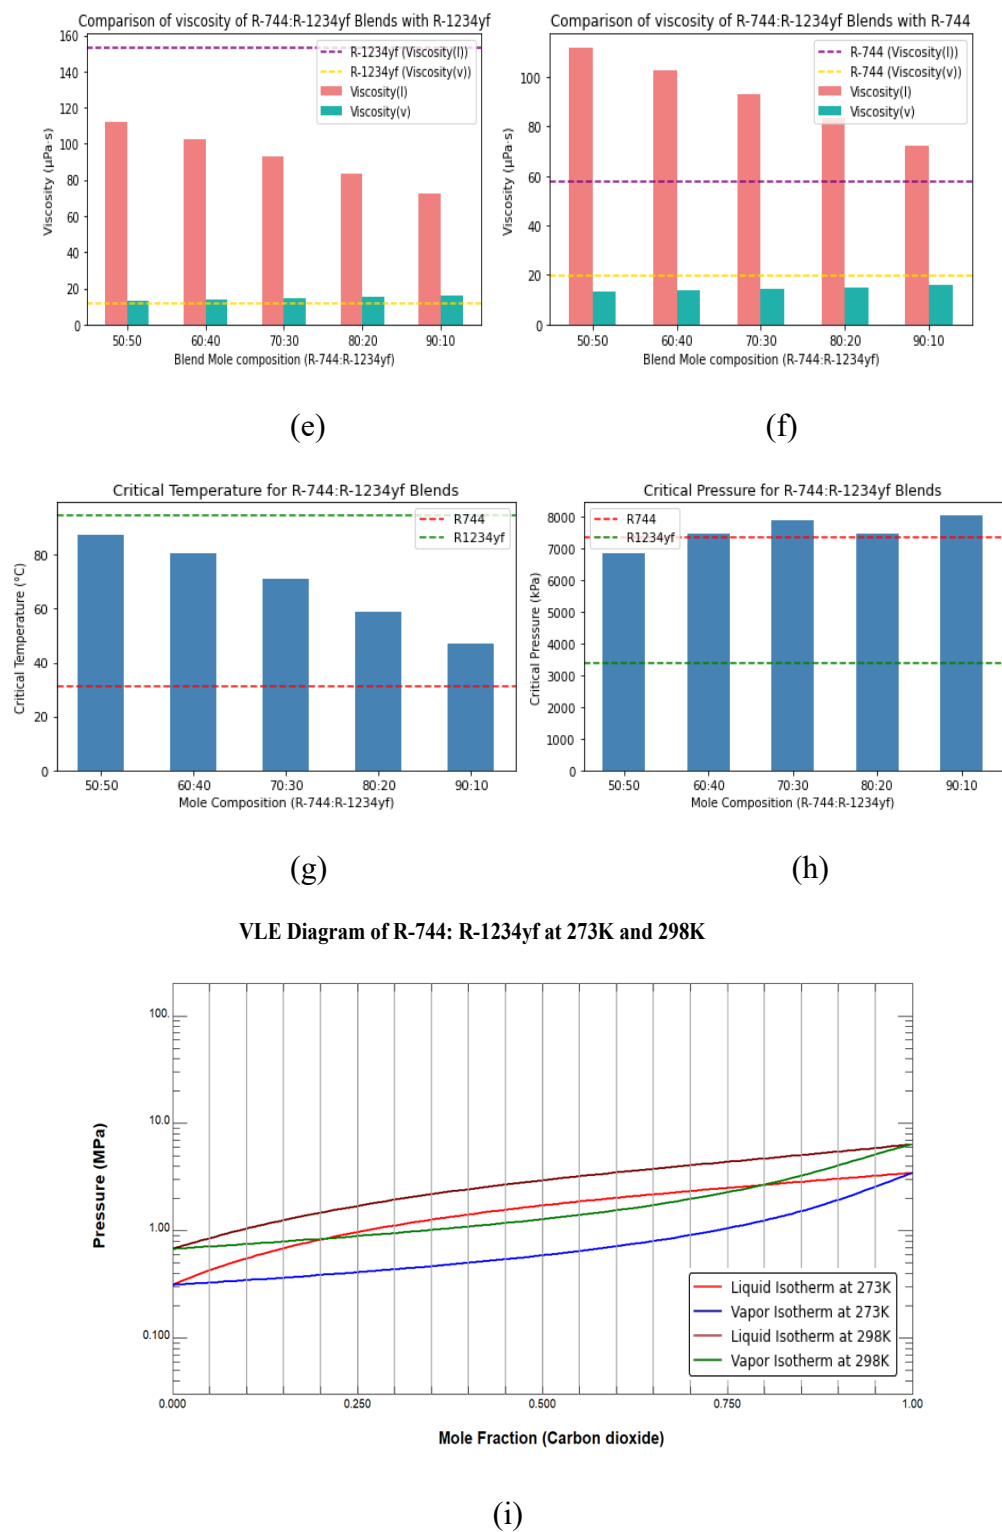 Comparison of viscosity of R-744:R-1234yf Blends with R-1234yf
160
140
120
100
80
60
40
20
0
Viscosity (µPa·s)
R-1234yf (Viscosity(l))
R-1234yf (Viscosity(v))
Viscosity(l)
Viscosity(v)
50:50 60:40 70:30 80:20 90:10
Blend Mole composition (R-744:R-1234yf)
(e)
Comparison of viscosity of R-744:R-1234yf Blends with R-744
100
80
60
40
20
0
Viscosity (µPa·s)
R-744 (Viscosity(l))
R-744 (Viscosity(v))
Viscosity(l)
Viscosity(v)
50:50 60:40 70:30 80:20 90:10
Blend Mole composition (R-744:R-1234yf)
(f)
Critical Temperature for R-744:R-1234yf Blends
80
60
40
20
0
Critical Temperature (°C)
R744
R1234yf
50:50 60:40 70:30 80:20 90:10
Mole Composition (R-744:R-1234yf)
(g)
Critical Pressure for R-744:R-1234yf Blends
8000
7000
6000
5000
4000
3000
2000
1000
0
Critical Pressure (kPa)
R744
R1234yf
50:50 60:40 70:30 80:20 90:10
Mole Composition (R-744:R-1234yf)
(h)
VLE Diagram of R-744: R-1234yf at 273K and 298K
100.
10.0
1.00
0.100
Pressure (MPa)
Liquid Isotherm at 273K
Vapor Isotherm at 273K
Liquid Isotherm at 298K
Vapor Isotherm at 298K
0.000 0.250 0.500 0.750 1.00
Mole Fraction (Carbon dioxide)
(i)